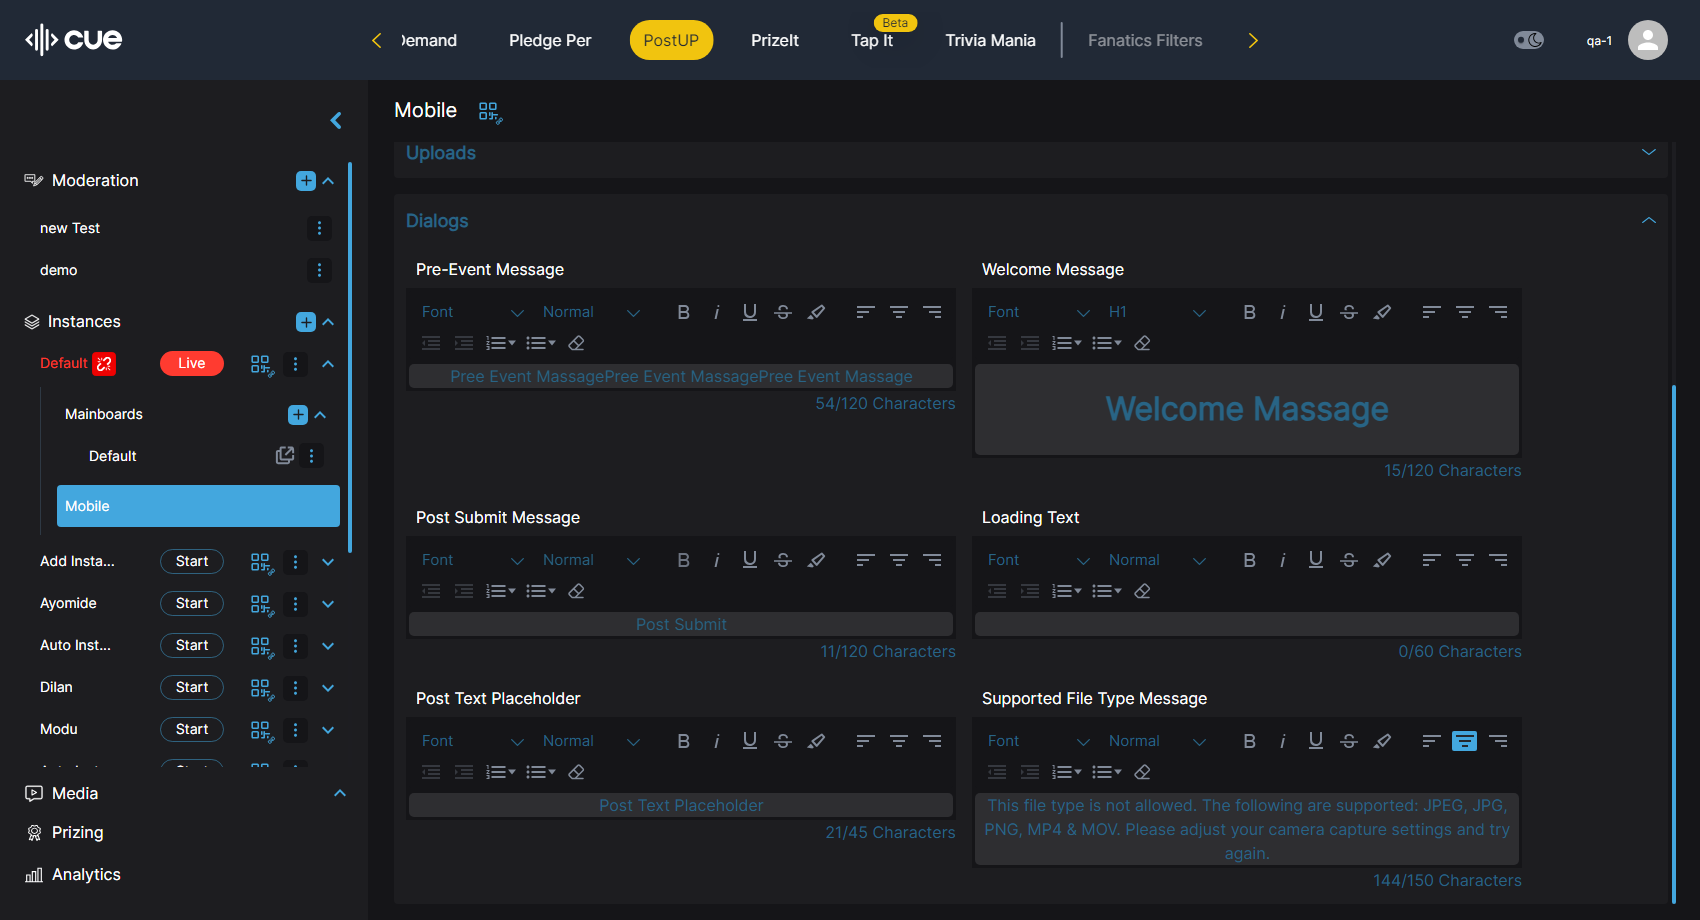 cue
Demand
Pledge Per
PostUP
PrizeIt
Beta
Tap It
Trivia Mania
Fanatics Filters
qa-1
Mobile
Uploads
Moderation
new Test
demo
Instances
Default
Live
Mainboards
Default
Mobile
Add Insta...
Start
Ayomide
Start
Auto Inst...
Start
Dilan
Start
Modu
Start
Media
Prizing
Analytics
Dialogs
Pre-Event Message
Font
Normal
Pree Event MassagePree Event MassagePree Event Massage
54/120 Characters
Welcome Message
Font
H1
Welcome Massage
15/120 Characters
Post Submit Message
Font
Normal
Post Submit
11/120 Characters
Loading Text
Font
Normal
0/60 Characters
Post Text Placeholder
Font
Normal
Post Text Placeholder
21/45 Characters
Supported File Type Message
Font
Normal
This file type is not allowed. The following are supported: JPEG, JPG,
PNG, MP4 & MOV. Please adjust your camera capture settings and try
again.
144/150 Characters